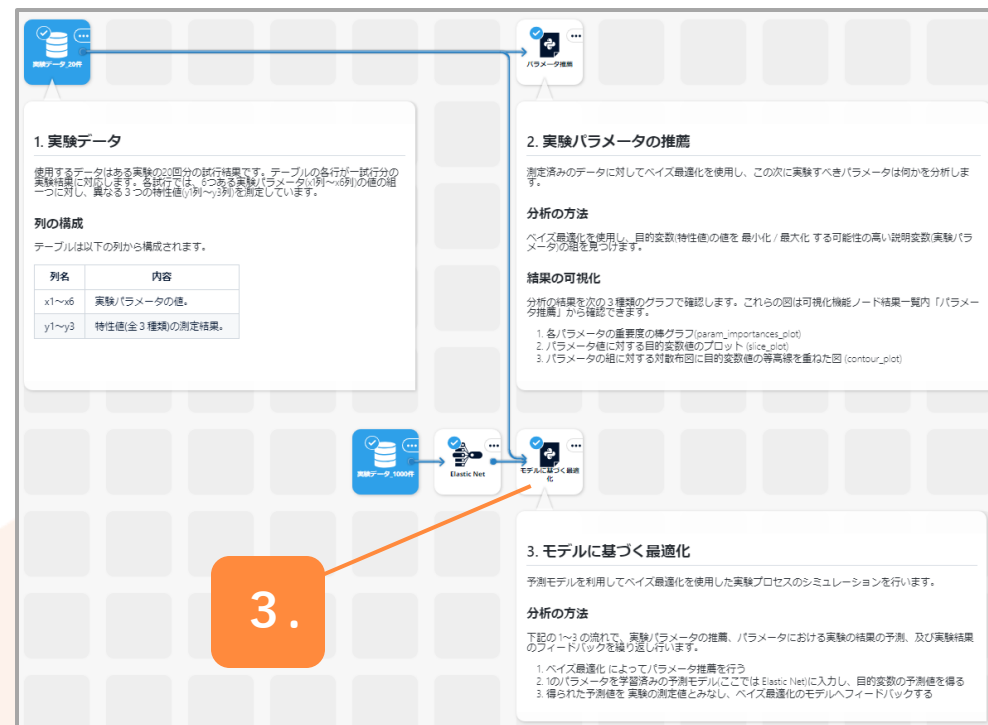 実験データ_20件
パラメータ推薦
1. 実験データ
使用するデータはある実験の20回分の試行結果です。テーブルの各行が一試行分の
実験結果に対応します。各試行では、6つある実験パラメータ(x1列～x6列)の値の組
一つに対し、異なる３つの特性値(y1列～y3列)を測定しています。
列の構成
テーブルは以下の列から構成されます。
列名 内容
x1～x6 実験パラメータの値。
y1～y3 特性値(全３種類)の測定結果。
2. 実験パラメータの推薦
測定済みのデータに対してベイズ最適化を使用し、この次に実験すべきパラメータは何かを分析しま
す。
分析の方法
ベイズ最適化を使用し、目的変数(特性値)の値を 最小化 / 最大化 する可能性の高い説明変数(実験パラ
メータ)の組を見つけます。
結果の可視化
分析の結果を次の３種類のグラフで確認します。これらの図は可視化機能ノード結果一覧内「パラメー
タ推薦」から確認できます。
1. 各パラメータの重要度の棒グラフ(param_importances_plot)
2. パラメータ値に対する目的変数値のプロット (slice_plot)
3. パラメータの組に対する対散布図に目的変数値の等高線を重ねた図 (contour_plot)
実験データ_1000件
Elastic Net
モデルに基づく最適
化
3. モデルに基づく最適化
予測モデルを利用してベイズ最適化を使用した実験プロセスのシミュレーションを行います。
分析の方法
下記の 1～3 の流れで、実験パラメータの推薦、パラメータにおける実験の結果の予測、及び実験結果
のフィードバックを繰り返し行います。
1. ベイズ最適化 によってパラメータ推薦を行う
2. 1のパラメータを学習済みの予測モデル(ここでは Elastic Net)に入力し、目的変数の予測値を得る
3. 得られた予測値を 実験の測定値とみなし、ベイズ最適化のモデルへフィードバックする
３.